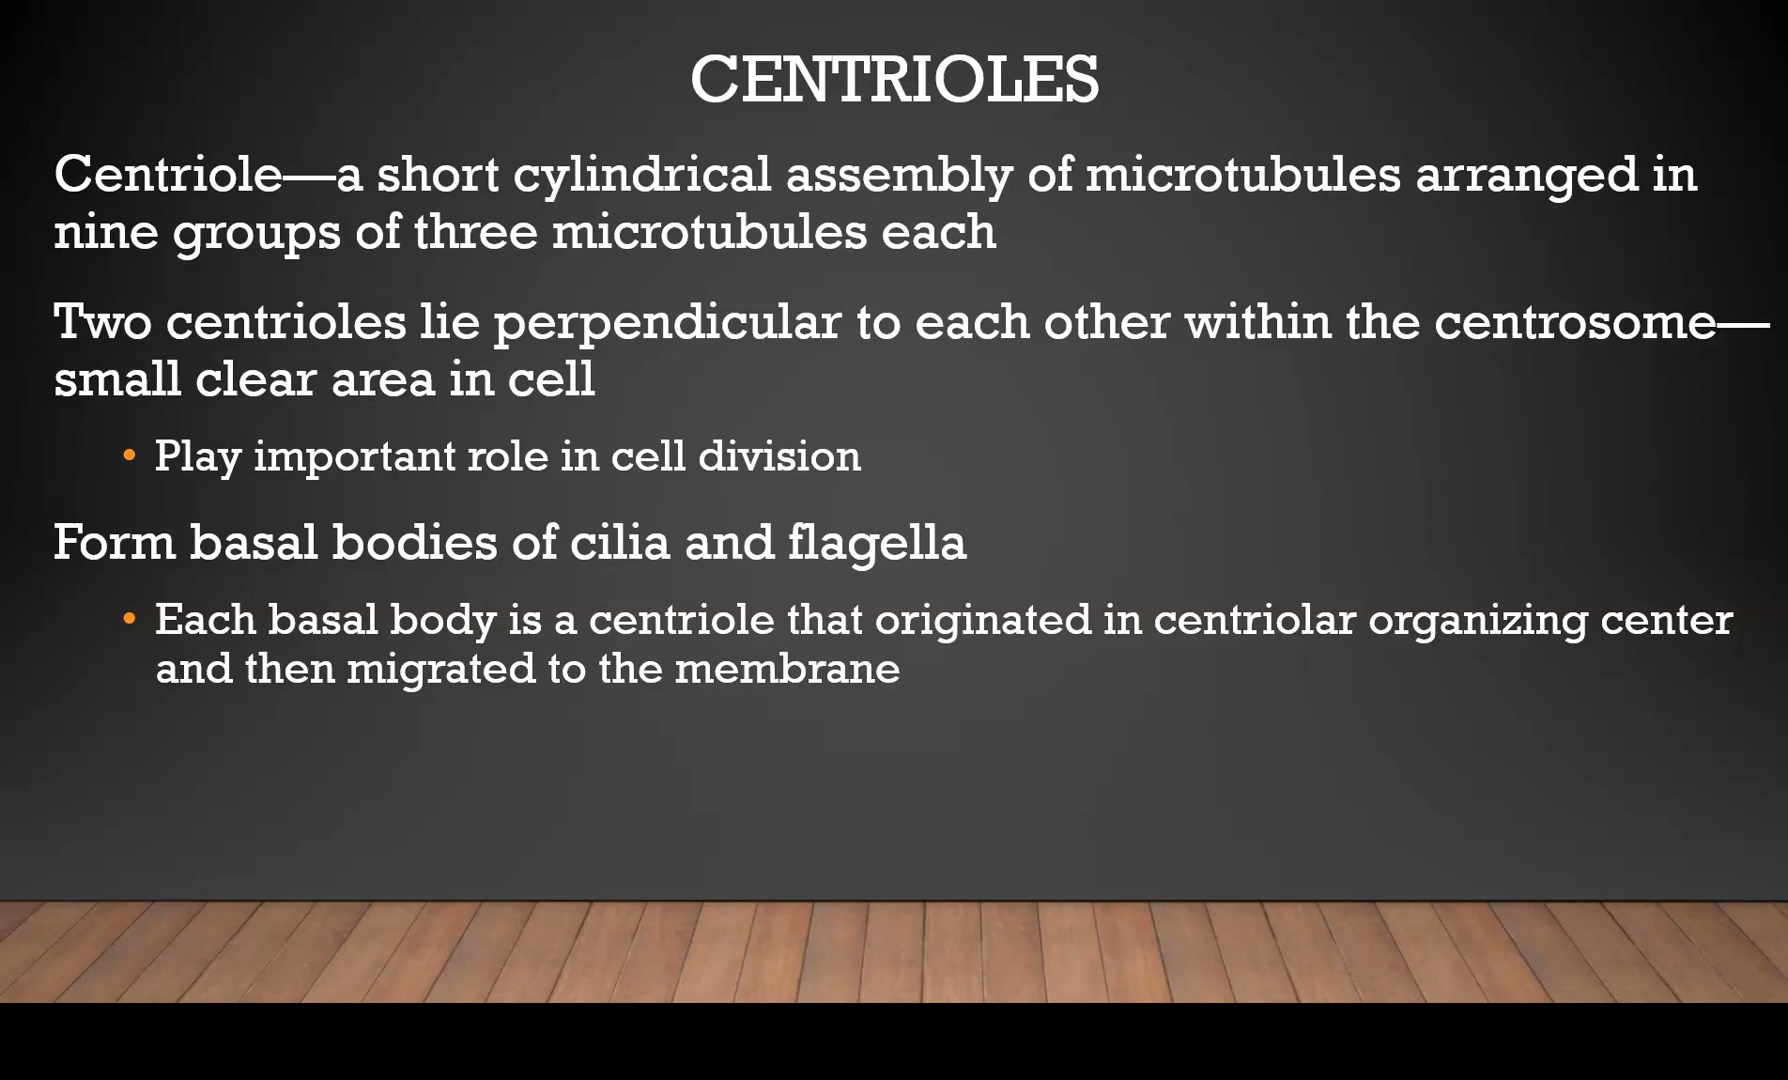 CENTRIOLES
Centriole—a short cylindrical assembly of microtubules arranged in
nine groups of three microtubules each
Two centrioles lie perpendicular to each other within the centrosome—
small clear area in cell
• Play important role in cell division
Form basal bodies of cilia and flagella
• Each basal body is a centriole that originated in centriolar organizing center
and then migrated to the membrane